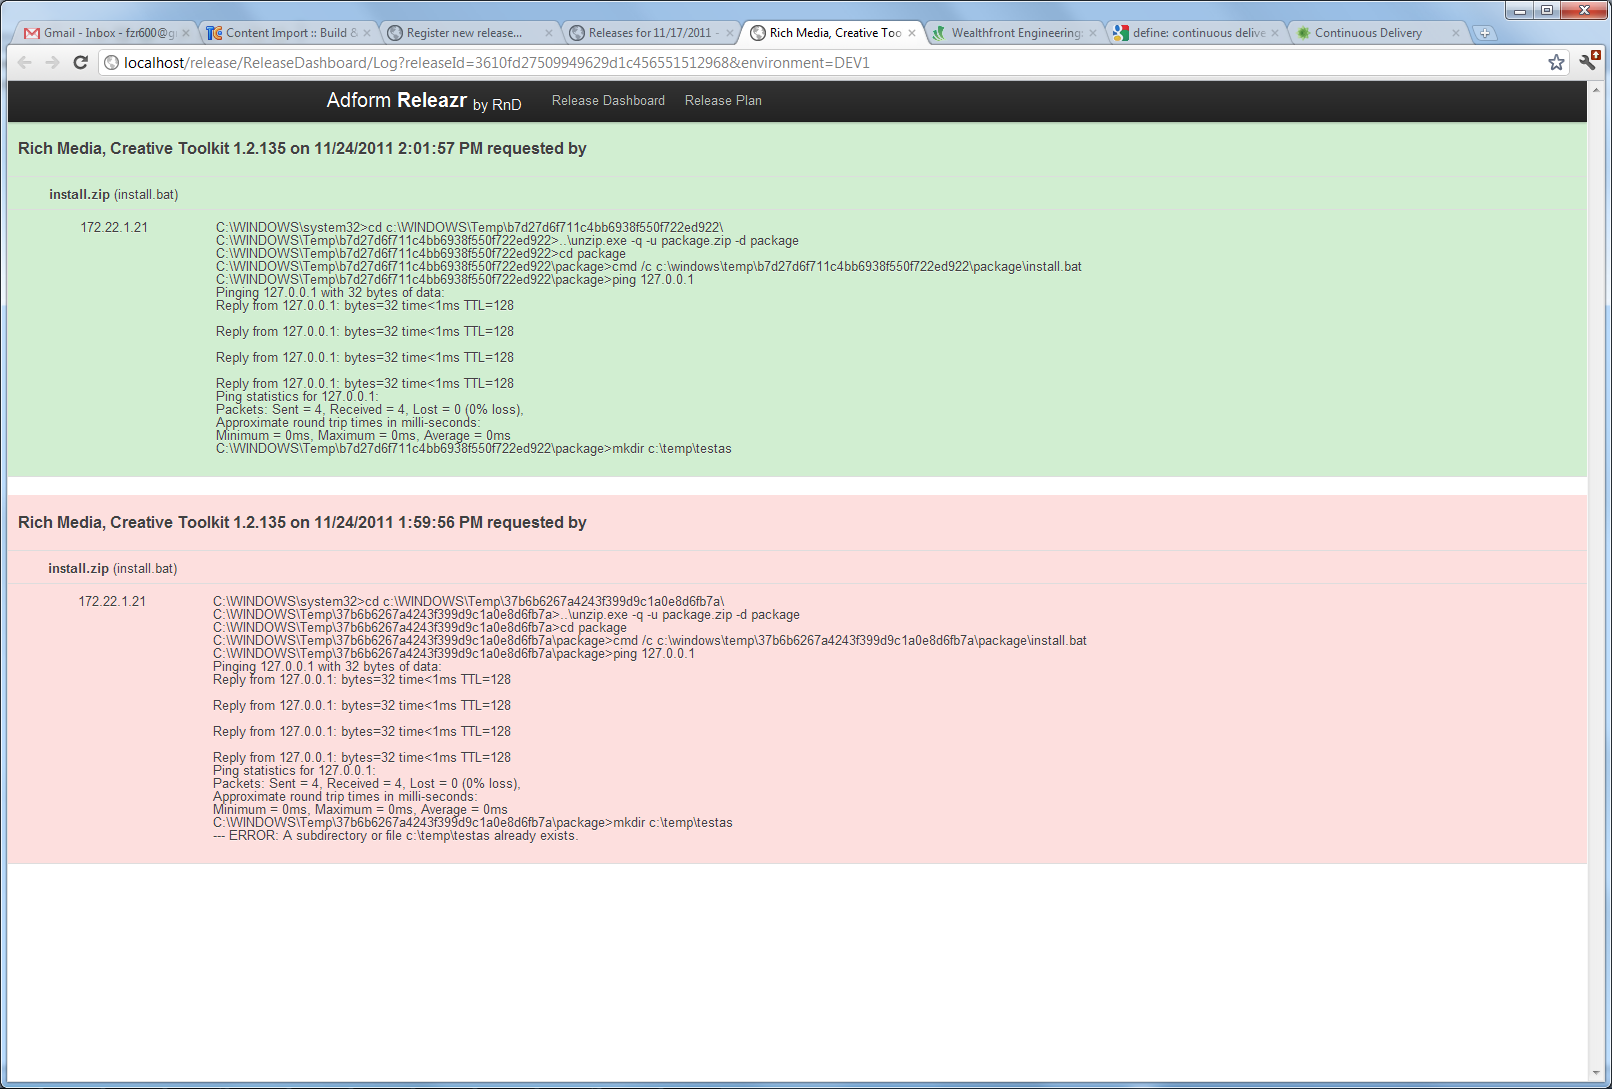 Gmail - Inbox - fzr600@g
Content Import :: Build &
Register new release...
Releases for 11/17/2011 -
Rich Media, Creative Too
Wealthfront Engineering:
define: continuous delive
Continuous Delivery
localhost/release/ReleaseDashboard/Log?releaseId=3610fd27509949629d1c456551512968&environment=DEV1
Adform Releazr by RnD
Release Dashboard
Release Plan
Rich Media, Creative Toolkit 1.2.135 on 11/24/2011 2:01:57 PM requested by
install.zip (install.bat)
172.22.1.21
C:\WINDOWS\system32>cd c:\WINDOWS\Temp\b7d27d6f711c4bb6938f550f722ed922\
C:\WINDOWS\Temp\b7d27d6f711c4bb6938f550f722ed922>..\unzip.exe -q -u package.zip -d package
C:\WINDOWS\Temp\b7d27d6f711c4bb6938f550f722ed922>cd package
C:\WINDOWS\Temp\b7d27d6f711c4bb6938f550f722ed922\package>cmd /c c:\windows\temp\b7d27d6f711c4bb6938f550f722ed922\package\install.bat
C:\WINDOWS\Temp\b7d27d6f711c4bb6938f550f722ed922\package>ping 127.0.0.1
Pinging 127.0.0.1 with 32 bytes of data:
Reply from 127.0.0.1: bytes=32 time<1ms TTL=128
Reply from 127.0.0.1: bytes=32 time<1ms TTL=128
Reply from 127.0.0.1: bytes=32 time<1ms TTL=128
Reply from 127.0.0.1: bytes=32 time<1ms TTL=128
Ping statistics for 127.0.0.1:
Packets: Sent = 4, Received = 4, Lost = 0 (0% loss),
Approximate round trip times in milli-seconds:
Minimum = 0ms, Maximum = 0ms, Average = 0ms
C:\WINDOWS\Temp\b7d27d6f711c4bb6938f550f722ed922\package>mkdir c:\temp\testas
Rich Media, Creative Toolkit 1.2.135 on 11/24/2011 1:59:56 PM requested by
install.zip (install.bat)
172.22.1.21
C:\WINDOWS\system32>cd c:\WINDOWS\Temp\37b6b6267a4243f399d9c1a0e8d6fb7a\
C:\WINDOWS\Temp\37b6b6267a4243f399d9c1a0e8d6fb7a>..\unzip.exe -q -u package.zip -d package
C:\WINDOWS\Temp\37b6b6267a4243f399d9c1a0e8d6fb7a>cd package
C:\WINDOWS\Temp\37b6b6267a4243f399d9c1a0e8d6fb7a\package>cmd /c c:\windows\temp\37b6b6267a4243f399d9c1a0e8d6fb7a\package\install.bat
C:\WINDOWS\Temp\37b6b6267a4243f399d9c1a0e8d6fb7a\package>ping 127.0.0.1
Pinging 127.0.0.1 with 32 bytes of data:
Reply from 127.0.0.1: bytes=32 time<1ms TTL=128
Reply from 127.0.0.1: bytes=32 time<1ms TTL=128
Reply from 127.0.0.1: bytes=32 time<1ms TTL=128
Reply from 127.0.0.1: bytes=32 time<1ms TTL=128
Ping statistics for 127.0.0.1:
Packets: Sent = 4, Received = 4, Lost = 0 (0% loss),
Approximate round trip times in milli-seconds:
Minimum = 0ms, Maximum = 0ms, Average = 0ms
C:\WINDOWS\Temp\37b6b6267a4243f399d9c1a0e8d6fb7a\package>mkdir c:\temp\testas
--- ERROR: A subdirectory or file c:\temp\testas already exists.